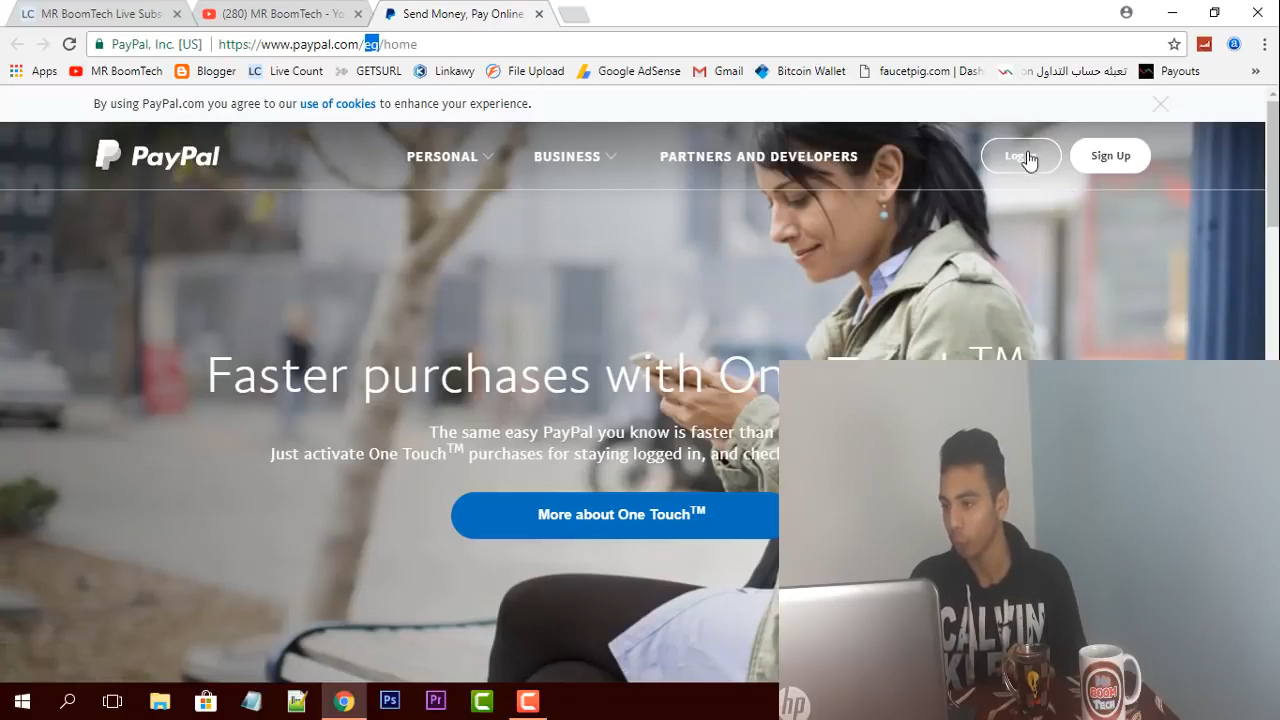 MR BoomTech Live Subs
(280) MR BoomTech - Yo
Send Money, Pay Online
PayPal, Inc. [US]
https://www.paypal.com/eg/home
Apps
MR BoomTech
Blogger
LC Live Count
GETSURL
Linkawy
File Upload
Google AdSense
Gmail
Bitcoin Wallet
faucetpig.com | Dash
تعبئه حساب التداول on
Payouts
By using PayPal.com you agree to our use of cookies to enhance your experience.
PayPal
PERSONAL
BUSINESS
PARTNERS AND DEVELOPERS
Sign Up
Faster purchases with
The same easy PayPal you know is faster than
Just activate One Touch™ purchases for staying logged in, and
More about One Touch™
CALVIN
Mr
BOOM
TECH
hp